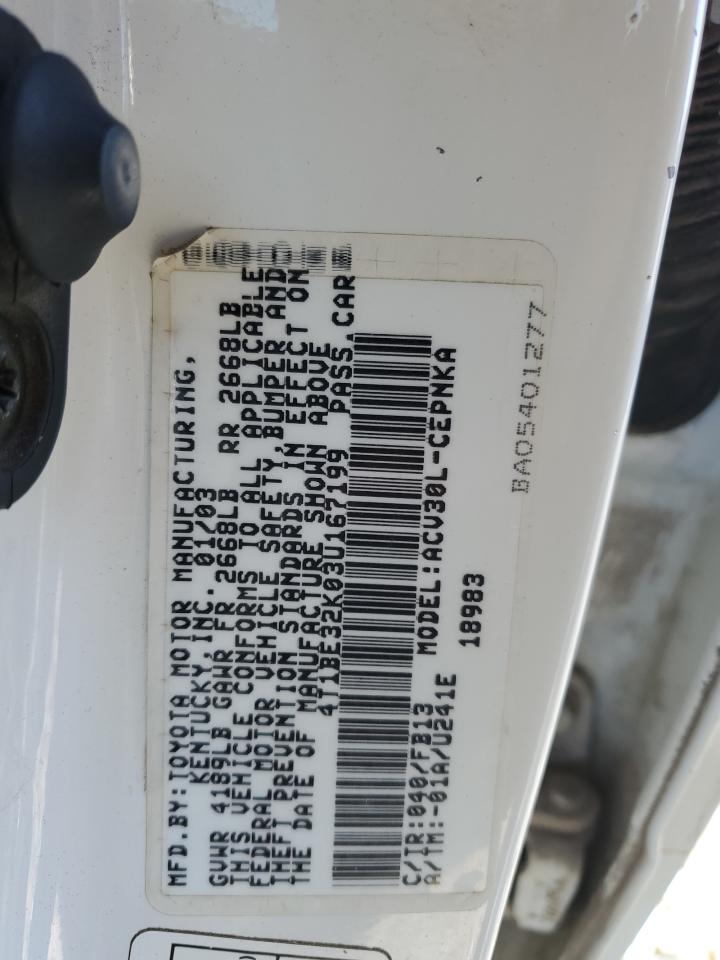 MFD.BY:TOYOTA MOTOR MANUFACTURING,
KENTUCKY,INC. 01/03
GVWR 4189LB GAWR FR 2668LB RR 2668LB
THIS VEHICLE CONFORMS TO ALL APPLICABLE
FEDERAL MOTOR VEHICLE SAFETY,BUMPER AND
THEFT PREVENTION STANDARDS IN EFFECT ON
THE DATE OF MANUFACTURE SHOWN ABOVE
4T1BE32K03U167199 PASS.CAR
C/TR:040/FB13 MODEL:ACV30L-CEPNKA
A/TM:-01A/U241E 18983
BA05401277